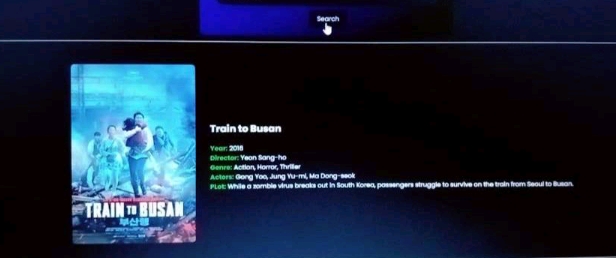 Search
Train to Busan
Year: 2016
Director: Yeon Sang-ho
Genre: Action, Horror, Thriller
Actors: Gong Yoo, Jung Yu-mi, Ma Dong-seok
PLot: While a zombie virus breaks out in South Korea, passengers struggle to survive on the train from Seoul to Busan.
TRAIN TO BUSAN
부산행